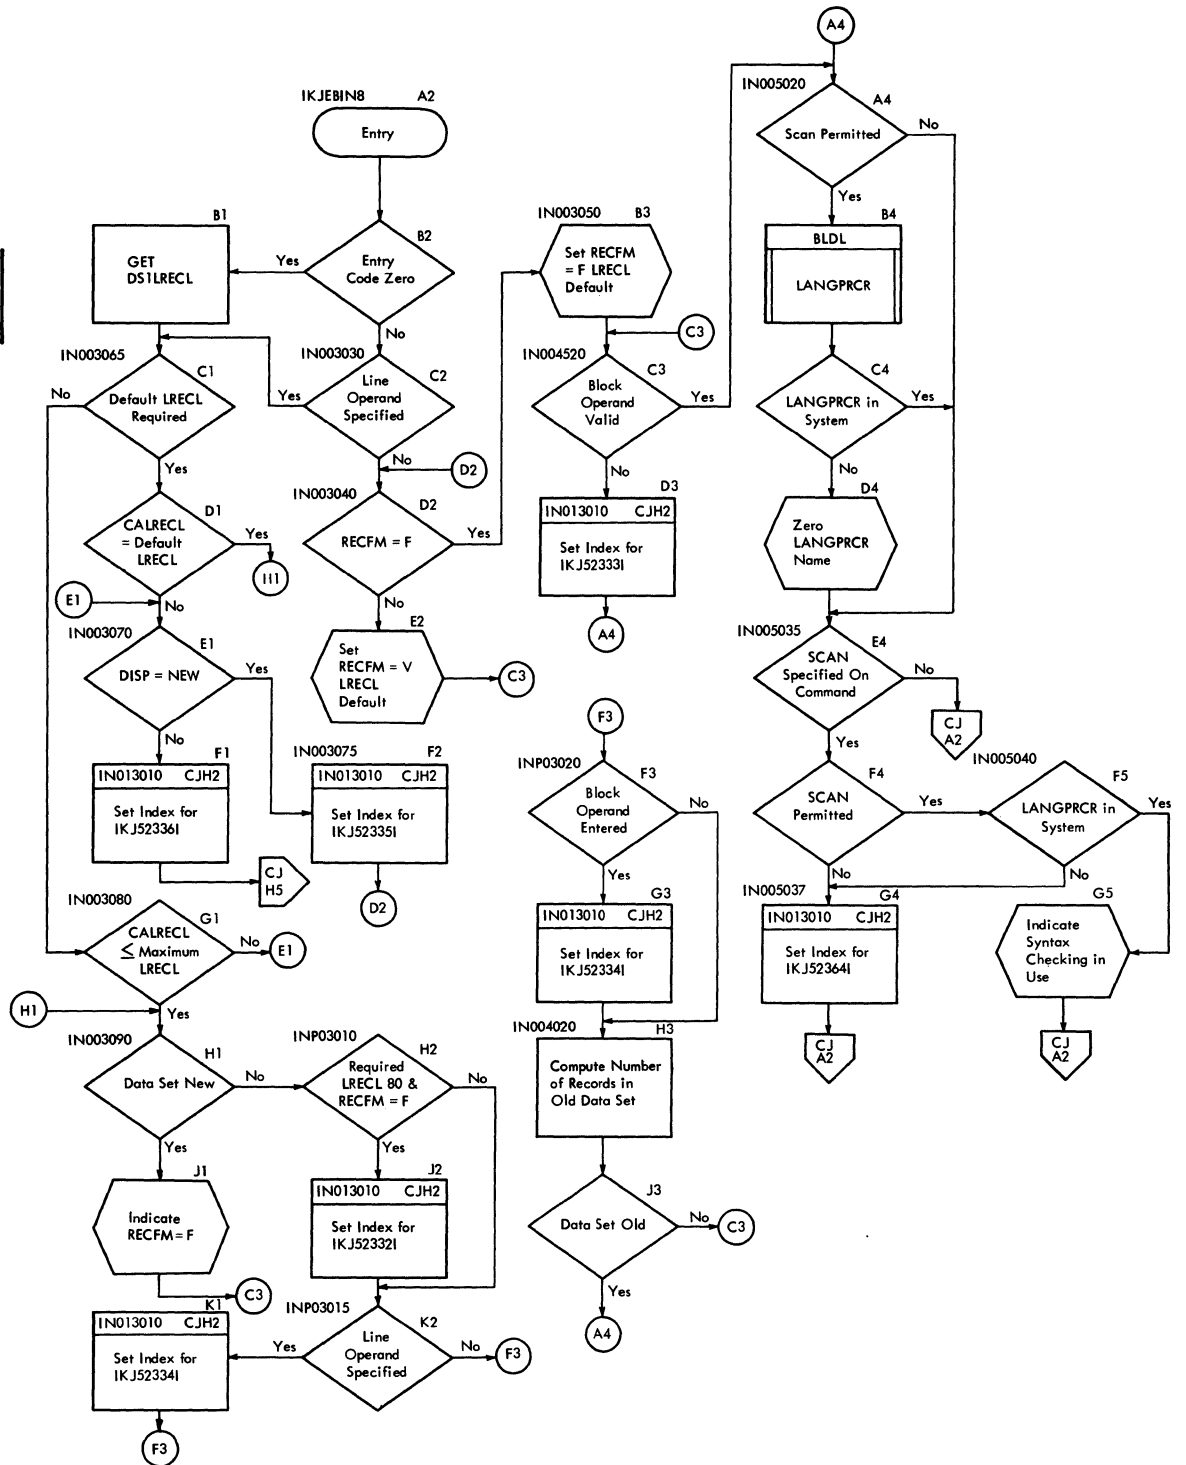 IKJEBIN8 A2
Entry
B2
Entry
Code Zero
Yes
No
B1
GET
DS1LRECL
IN003065
C1
Default LRECL
Required
No
Yes
IN003030
C2
Line
Operand
Specified
Yes
No
D2
D1
CALRECL
= Default
LRECL
Yes
H1
No
E1
IN003040
D2
RECFM = F
Yes
No
IN003070
E1
DISP = NEW
Yes
No
E2
Set
RECFM = V
LRECL
Default
C3
F1
IN013010 CJH2
Set Index for
IKJ52336I
CJ
H5
IN003075 F2
IN013010 CJH2
Set Index for
IKJ52335I
D2
IN003080
G1
CALRECL
≤ Maximum
LRECL
No
E1
Yes
H1
IN003090
H1
Data Set New
No
Yes
INP03010
H2
Required
LRECL 80 &
RECFM = F
No
Yes
J1
Indicate
RECFM= F
C3
J2
IN013010 CJH2
Set Index for
IKJ52332I
K1
IN013010 CJH2
Set Index for
IKJ52334I
F3
INP03015
K2
Line
Operand
Specified
Yes
No
F3
IN003050 B3
Set RECFM
= F LRECL
Default
C3
IN004520
C3
Block
Operand
Valid
Yes
No
D3
IN013010 CJH2
Set Index for
IKJ52333I
A4
F3
INP03020
F3
Block
Operand
Entered
No
Yes
G3
IN013010 CJH2
Set Index for
IKJ52334I
IN004020 H3
Compute Number
of Records in
Old Data Set
J3
Data Set Old
No
C3
Yes
A4
A4
IN005020
A4
Scan Permitted
No
Yes
B4
BLDL
LANGPRCR
C4
LANGPRCR in
System
Yes
No
D4
Zero
LANGPRCR
Name
IN005035
E4
SCAN
Specified On
Command
No
CJ
A2
Yes
F4
SCAN
Permitted
Yes
No
IN005040
F5
LANGPRCR in
System
Yes
No
IN005037 G4
IN013010 CJH2
Set Index for
IKJ52364I
CJ
A2
G5
Indicate
Syntax
Checking in
Use
CJ
A2